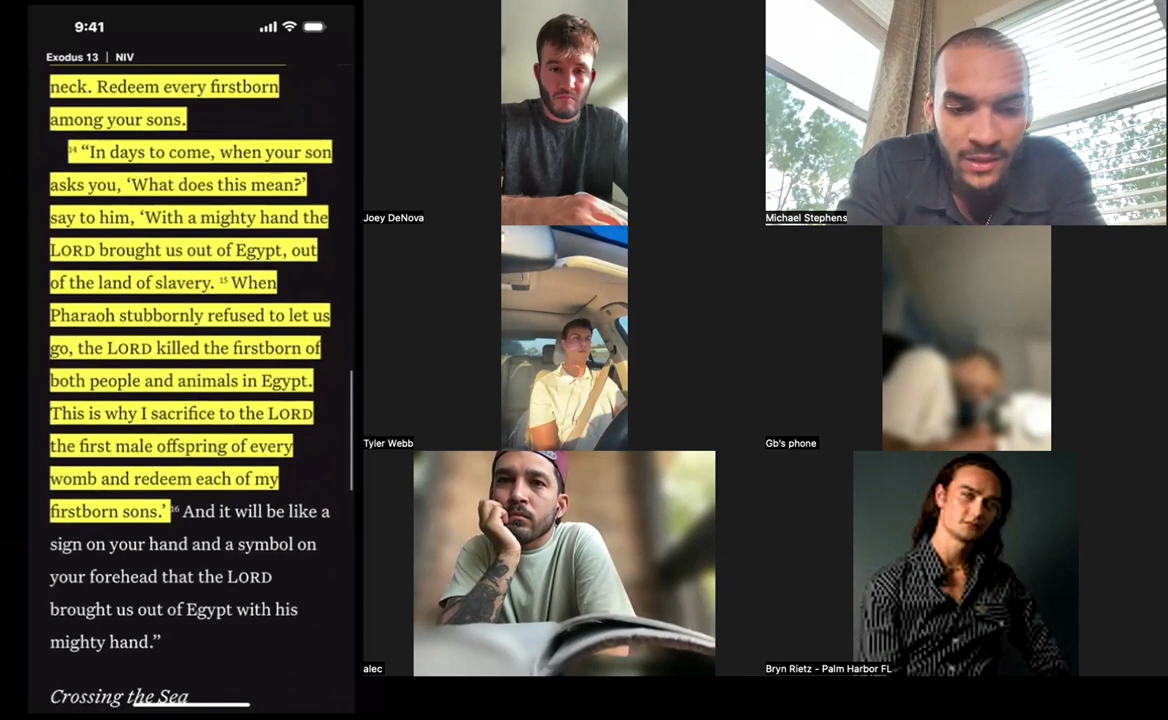 9:41
Exodus 13 | NIV
neck. Redeem every firstborn
among your sons.
14 “In days to come, when your son
asks you, ‘What does this mean?’
say to him, ‘With a mighty hand the
LORD brought us out of Egypt, out
of the land of slavery. 15 When
Pharaoh stubbornly refused to let us
go, the LORD killed the firstborn of
both people and animals in Egypt.
This is why I sacrifice to the LORD
the first male offspring of every
womb and redeem each of my
firstborn sons.’ 16 And it will be like a
sign on your hand and a symbol on
your forehead that the LORD
brought us out of Egypt with his
mighty hand.”
Crossing the Sea
Joey DeNova
Michael Stephens
Tyler Webb
Gb's phone
alec
Bryn Rietz - Palm Harbor FL